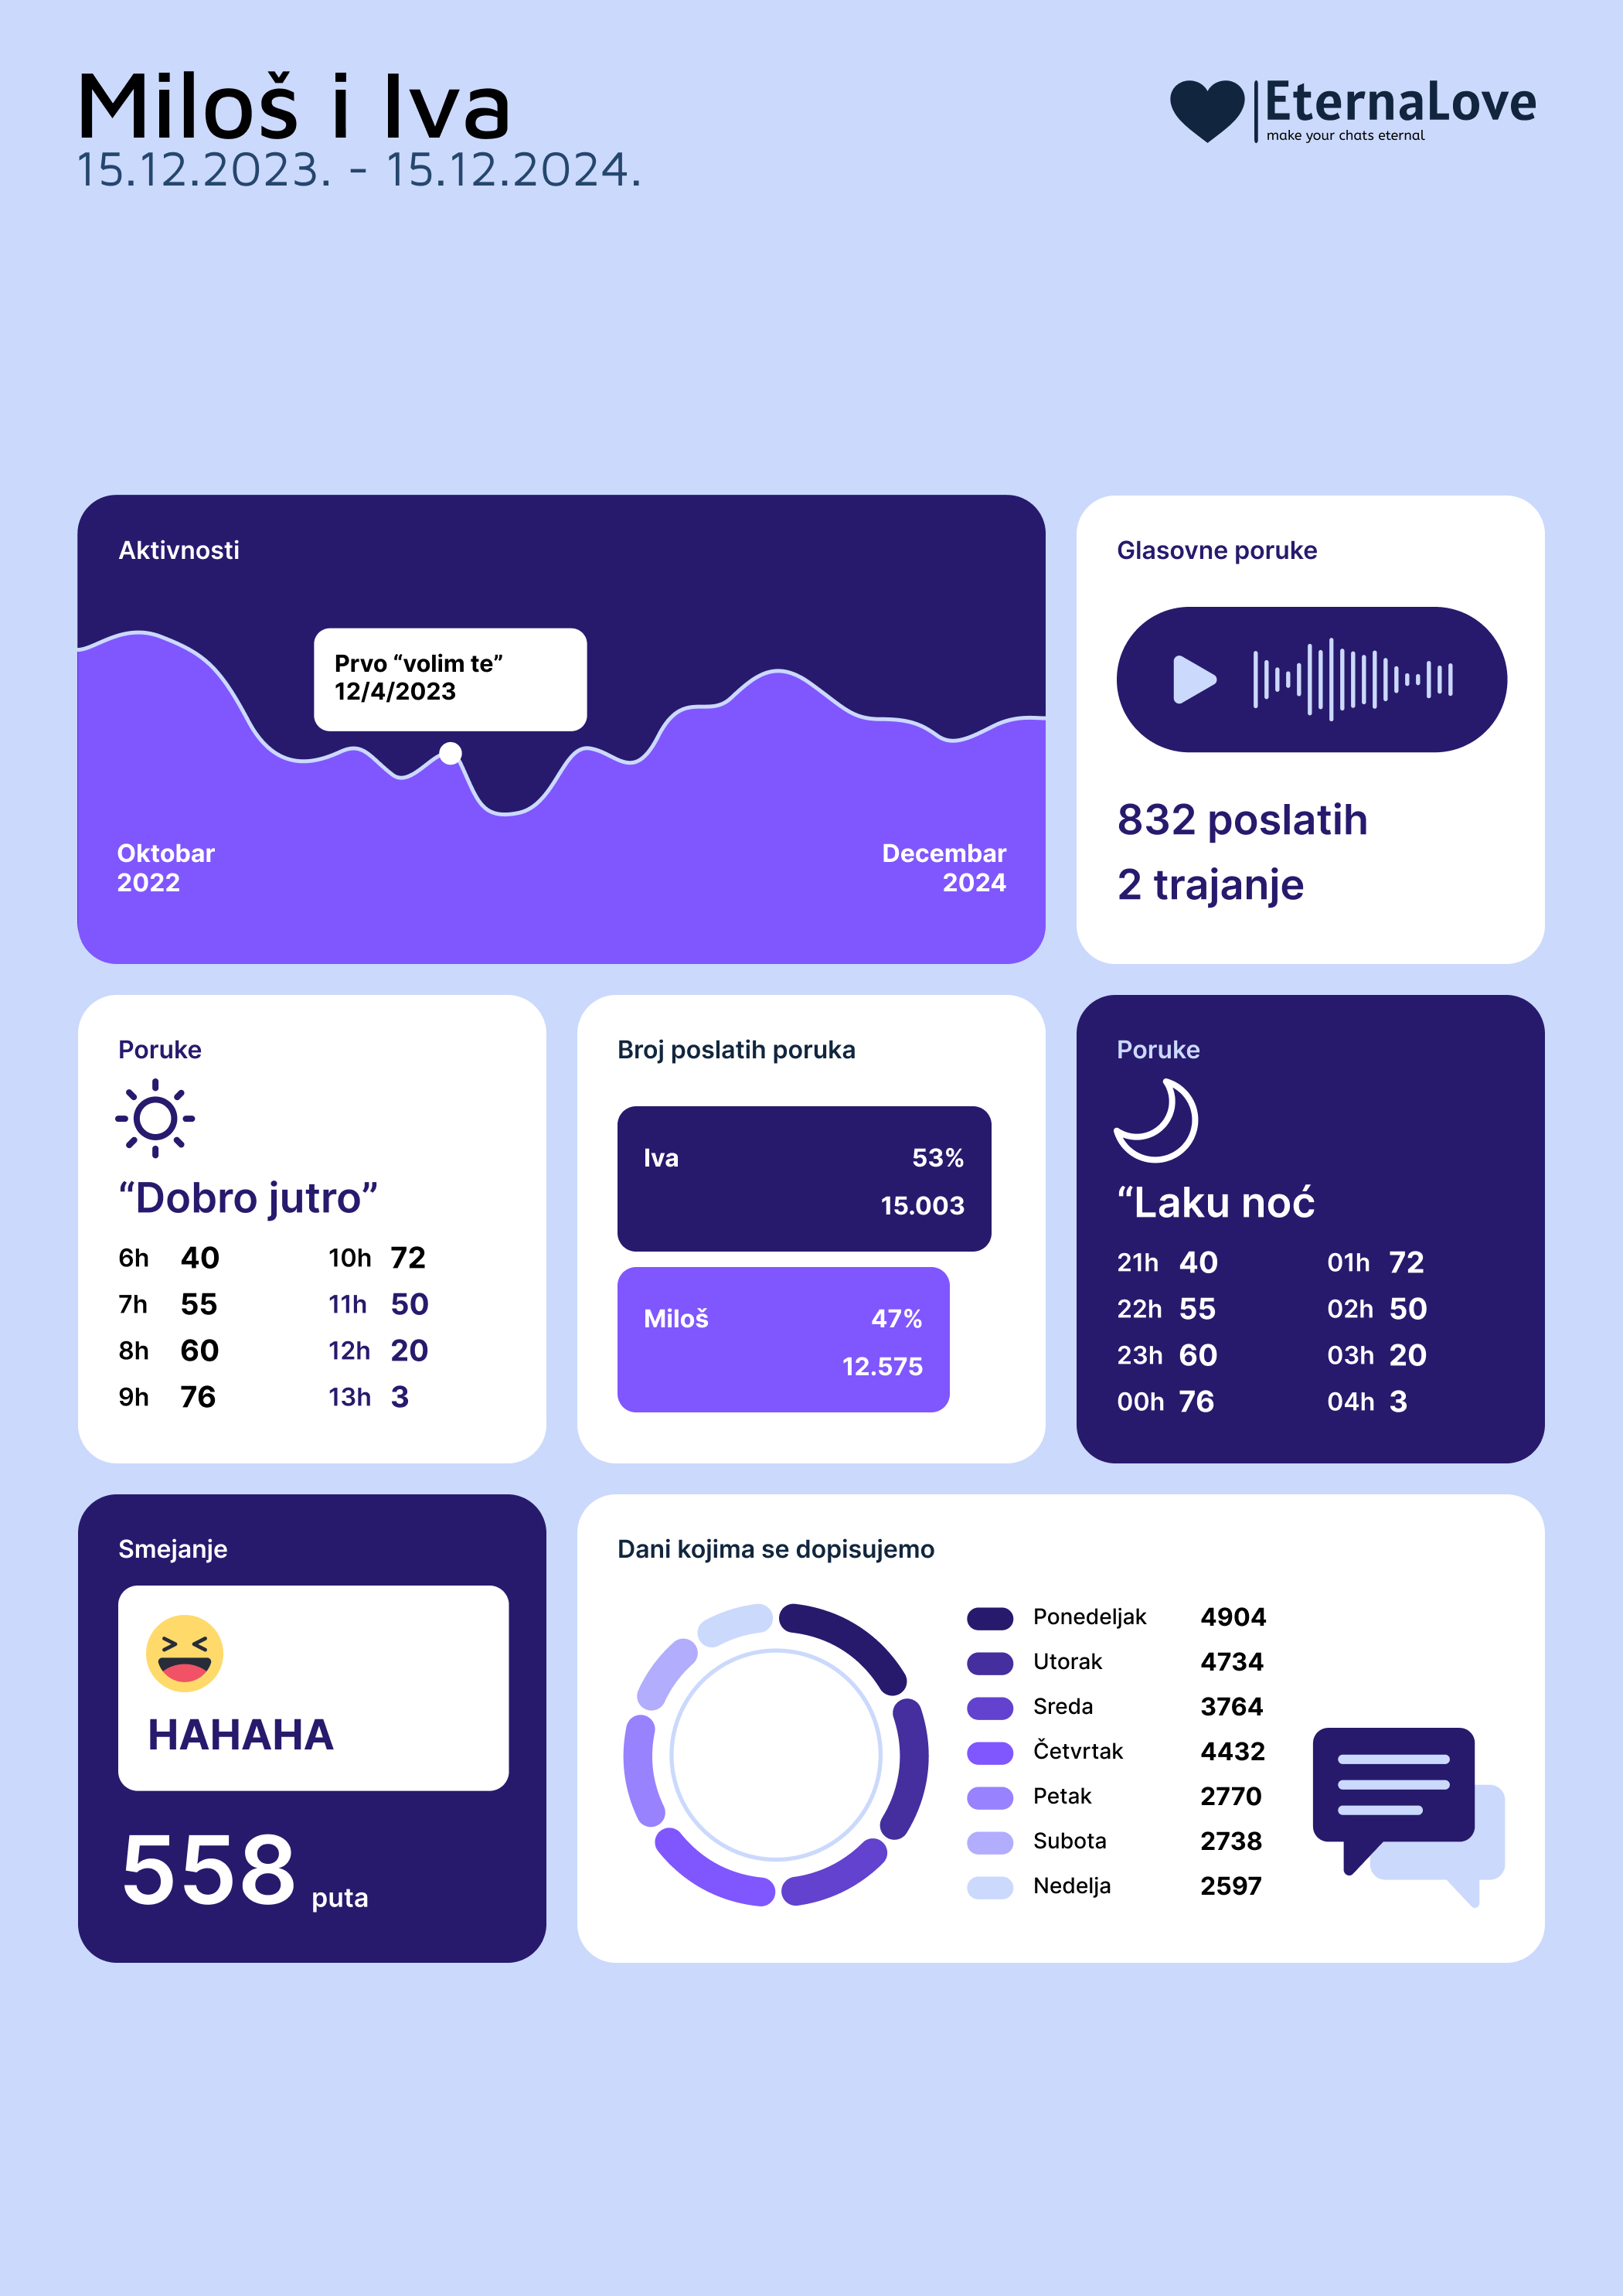 Miloš i Iva
15.12.2023. - 15.12.2024.
EternaLove
make your chats eternal
Aktivnosti
Prvo “volim te”
12/4/2023
Oktobar
2022
Decembar
2024
Glasovne poruke
832 poslatih
2 trajanje
Poruke
“Dobro jutro”
6h 40 10h 72
7h 55 11h 50
8h 60 12h 20
9h 76 13h 3
Broj poslatih poruka
Iva 53%
15.003
Miloš 47%
12.575
Poruke
“Laku noć
21h 40 01h 72
22h 55 02h 50
23h 60 03h 20
00h 76 04h 3
Smejanje
HAHAHA
558 puta
Dani kojima se dopisujemo
Ponedeljak 4904
Utorak 4734
Sreda 3764
Četvrtak 4432
Petak 2770
Subota 2738
Nedelja 2597